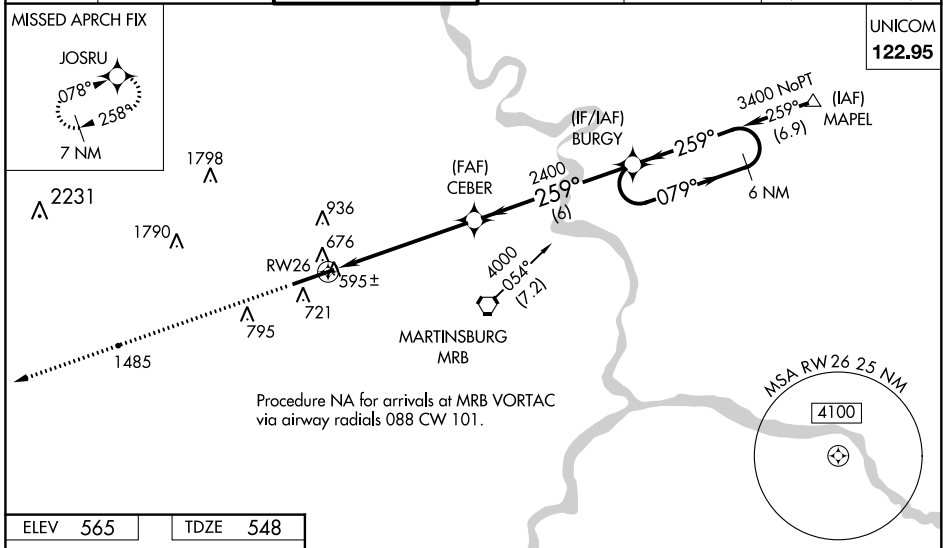 MISSED APRCH FIX
JOSRU
078°
258°
7 NM
UNICOM
122.95
3400 NoPT
259°
(6.9)
(IAF)
MAPEL
(IF/IAF)
BURGY
259°
079°
6 NM
2400
259°
(6)
(FAF)
CEBER
1798
2231
1790
936
676
RW26
595±
721
795
1485
4000
054°
(7.2)
MARTINSBURG
MRB
Procedure NA for arrivals at MRB VORTAC
via airway radials 088 CW 101.
MSA RW26 25 NM
4100
ELEV 565
TDZE 548